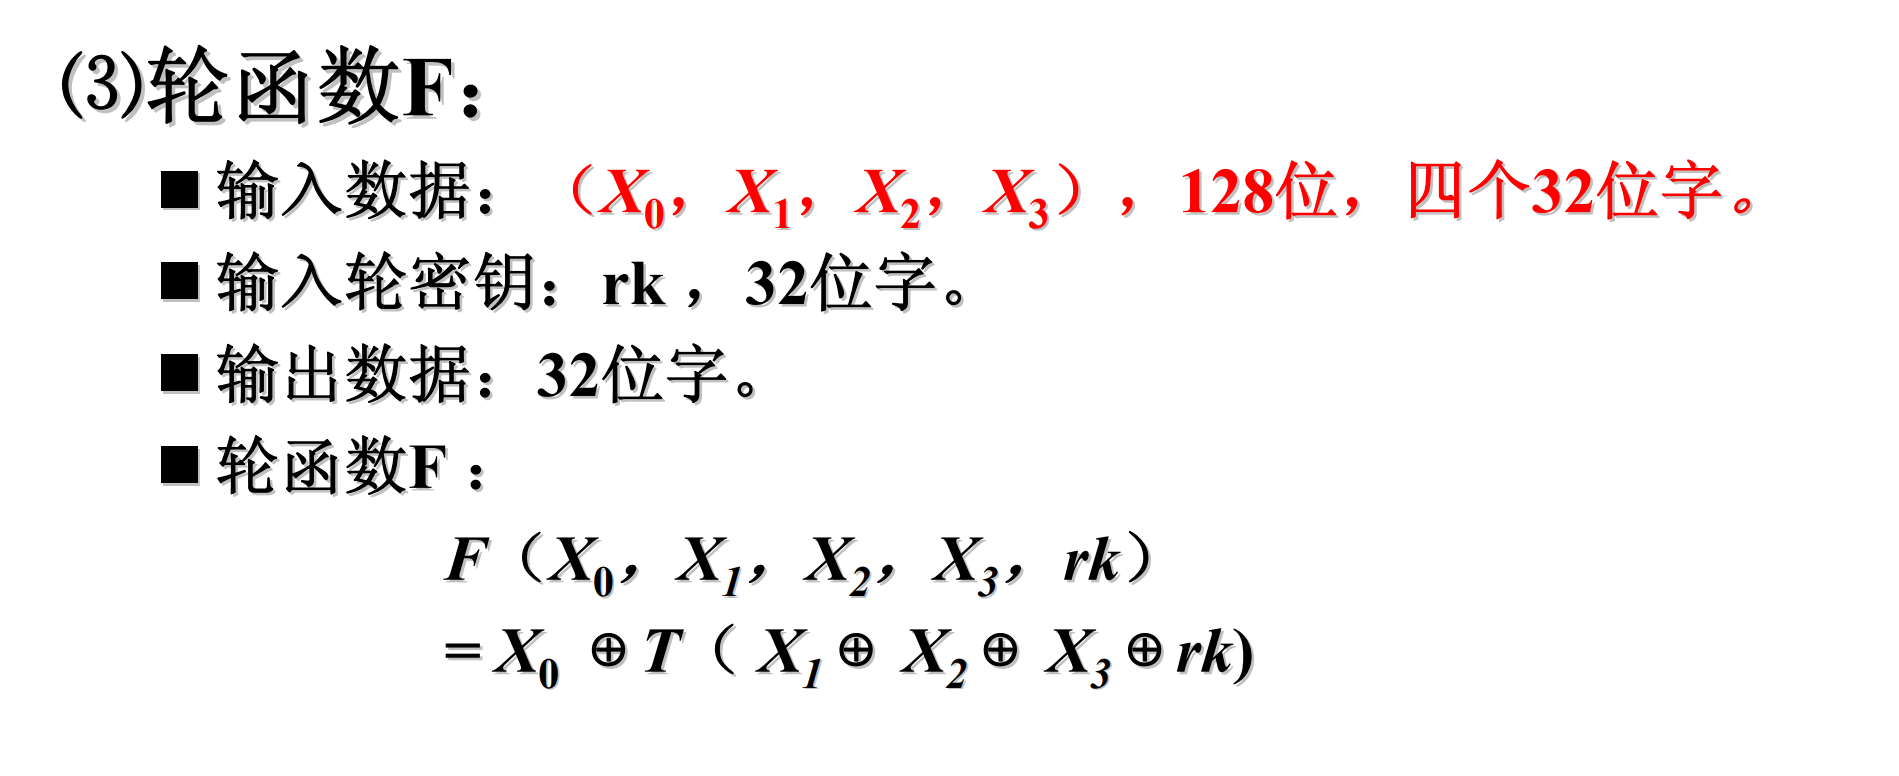 ⑶轮函数F：
■ 输入数据：（X0，X1，X2，X3），128位，四个32位字。
■ 输入轮密钥：rk ，32位字。
■ 输出数据：32位字。
■ 轮函数F ：
F（X0，X1，X2，X3，rk）
= X0 ⊕ T（ X1 ⊕ X2 ⊕ X3 ⊕ rk)